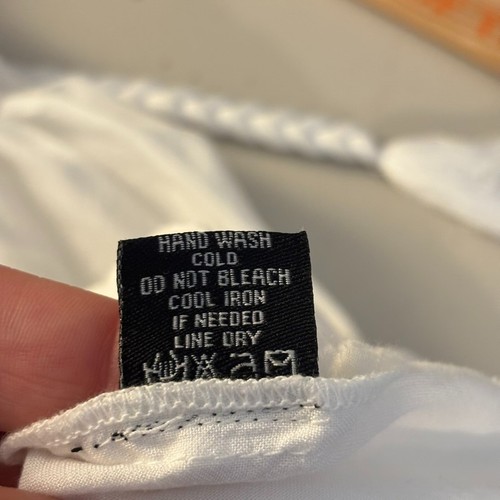 HAND WASH
COLD
DO NOT BLEACH
COOL IRON
IF NEEDED
LINE DRY